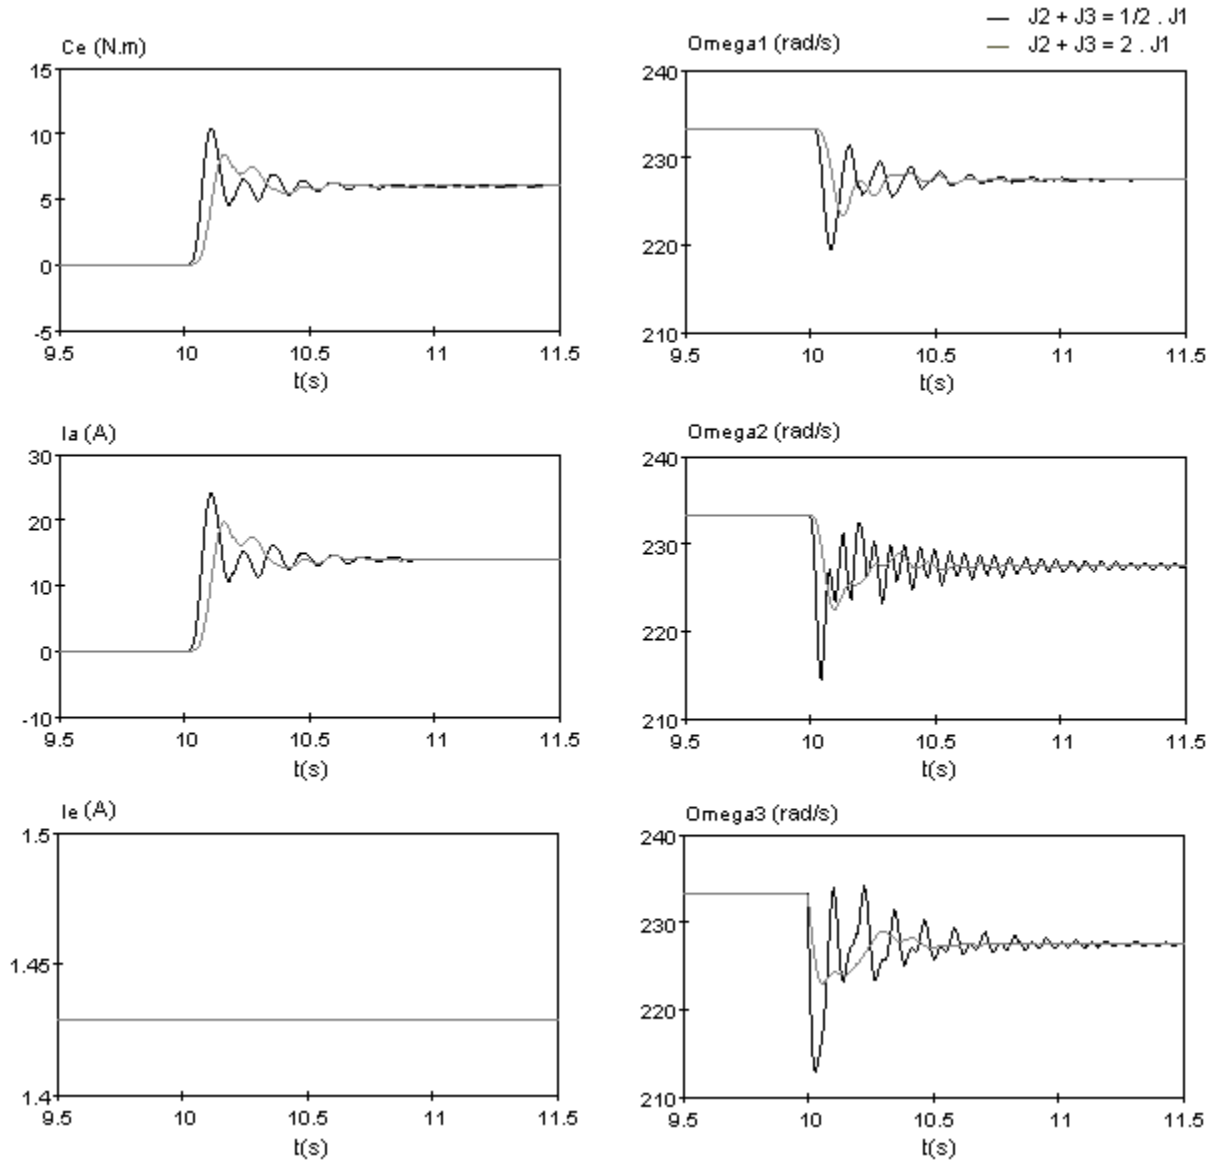 J2 + J3 = 1/2 . J1
J2 + J3 = 2 . J1
Ce (N.m)
15
10
5
0
-5
9.5 10 10.5 11 11.5
t(s)
Omega1 (rad/s)
240
230
220
210
9.5 10 10.5 11 11.5
t(s)
Ia (A)
30
20
10
0
-10
9.5 10 10.5 11 11.5
t(s)
Omega2 (rad/s)
240
230
220
210
9.5 10 10.5 11 11.5
t(s)
Ie (A)
1.5
1.45
1.4
9.5 10 10.5 11 11.5
t(s)
Omega3 (rad/s)
240
230
220
210
9.5 10 10.5 11 11.5
t(s)